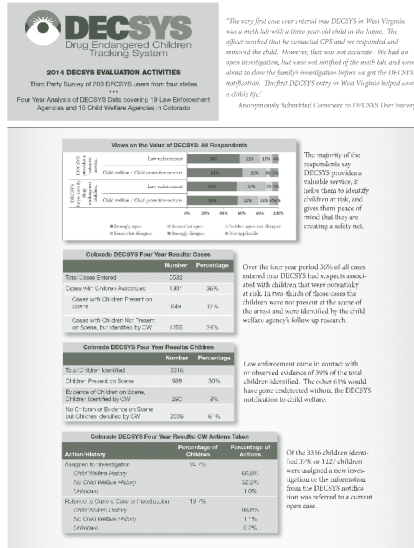 DECSYS
Drug Endangered Children
Tracking System
2014 DECSYS EVALUATION ACTIVITIES
Third Party Survey of 200 DECSYS users from four states
***
Four Year Analysis of DECSYS Data covering 19 Law Enforcement
Agencies and 15 Child Welfare Agencies in Colorado
"The very first case ever entered into DECSYS in West Virginia
was a meth lab with a three year-old child in the home. The
officer marked that he contacted CPS and we responded and
removed the child. However, that was not accurate. We had an
open investigation, but were not notified of the meth lab and were
about to close the family's investigation before we got the DECSYS
notification. The first DECSYS entry in West Virginia helped save
a child's life."
Anonymously Submitted Comment to DECSYS User Survey
Views on the Value of DECSYS: All Respondents
Law enforcement
Child welfare / Child protective services
Law enforcement
Child welfare / Child protective services
0% 20% 40% 60% 80% 100%
Strongly agree Somewhat agree Neither agree nor disagree
Somewhat disagree Strongly disagree Not applicable
The majority of the
respondents say
DECSYS provides a
valuable service, it
helps them to identify
children at risk, and
gives them peace of
mind that they are
creating a safety net.
Colorado DECSYS Four Year Results: Cases
Number Percentage
Total Cases Entered
Cases with Children Associated 36%
Cases with Children Present on
Scene 649 12%
Cases with Children Not Present
on Scene, but Identified by CW 1255 24%
Over the four year period 36% of all cases
entered into DECSYS had suspects associ-
ated with children that were potentially
at risk. In two-thirds of those cases the
children were not present at the scene of
the arrest and were identified by the child
welfare agency's follow up research.
Colorado DECSYS Four Year Results: Children
Number Percentage
Total Children Identified 3316
Children Present on Scene 30%
Evidence of Children on Scene,
Children Identified by CW 9%
No Children or Evidence on Scene
but Children Identified by CW 61%
Law enforcement came in contact with
or observed evidence of 39% of the total
children identified. The other 61% would
have gone undetected without the DECSYS
notification to child welfare.
Colorado DECSYS Four Year Results: CW Actions Taken
Action/History Percentage of Children Percentage of Actions
Assigned for Investigation
Child Welfare History
No Child Welfare History
Unknown
Referred to Current Case or Investigation
Child Welfare History
No Child Welfare History 1.1%
Unknown
Of the 3316 children identi-
fied 37% or 1227 children
were assigned a new inves-
tigation or the information
from the DECSYS notifica-
tion was referred to a current
open case.